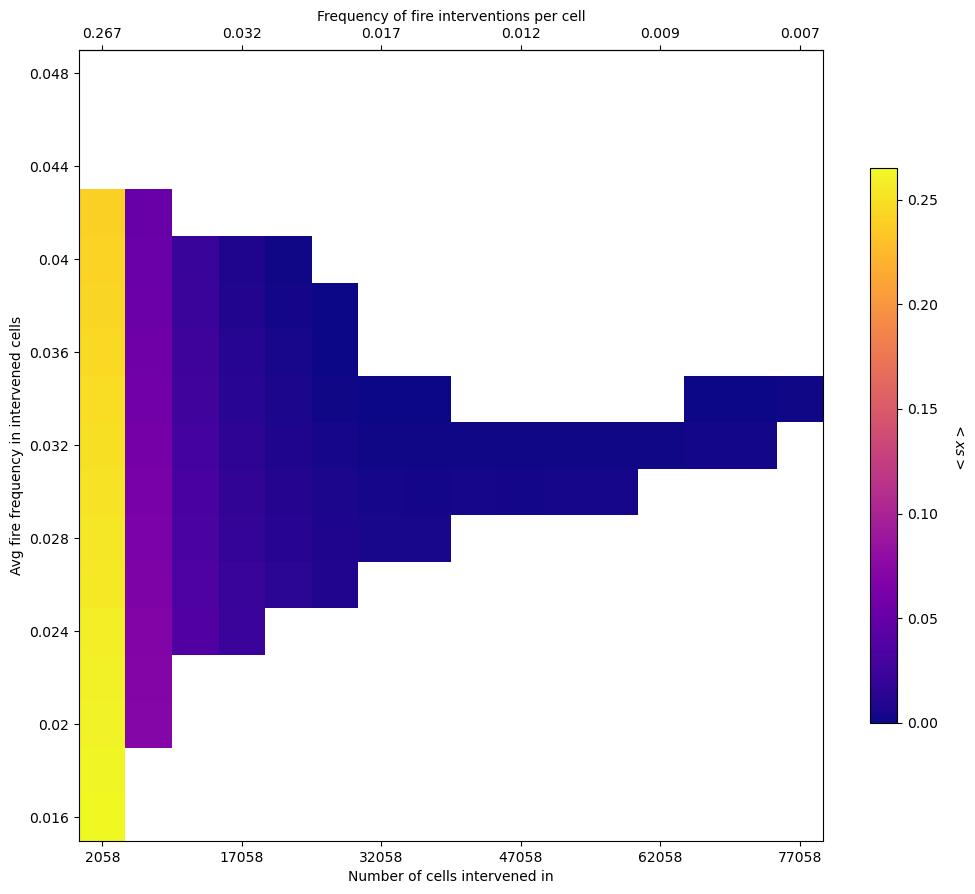 Frequency of fire interventions per cell
0.267 0.032 0.017 0.012 0.009 0.007
Avg fire frequency in intervened cells
0.048
0.044
0.04
0.036
0.032
0.028
0.024
0.02
0.016
2058 17058 32058 47058 62058 77058
Number of cells intervened in
0.25
0.20
0.15
0.10
0.05
0.00
< sx >